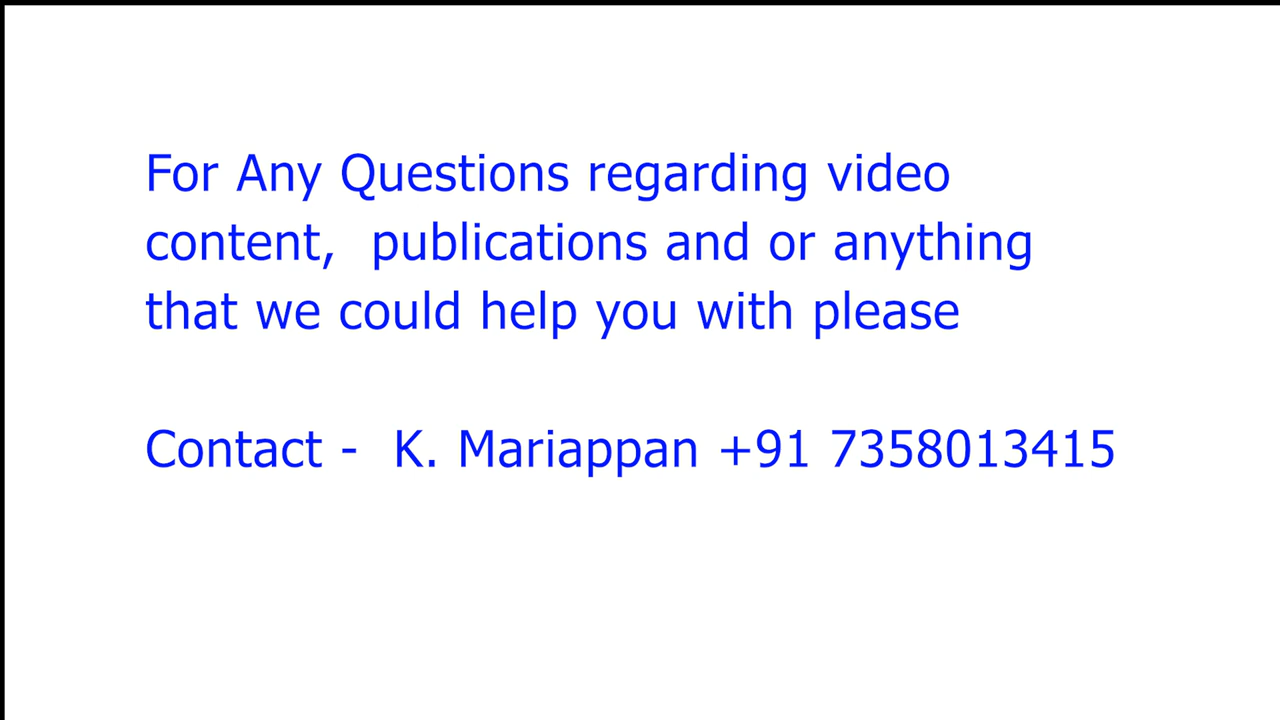 For Any Questions regarding video
content,  publications and or anything
that we could help you with please
Contact -  K. Mariappan +91 7358013415